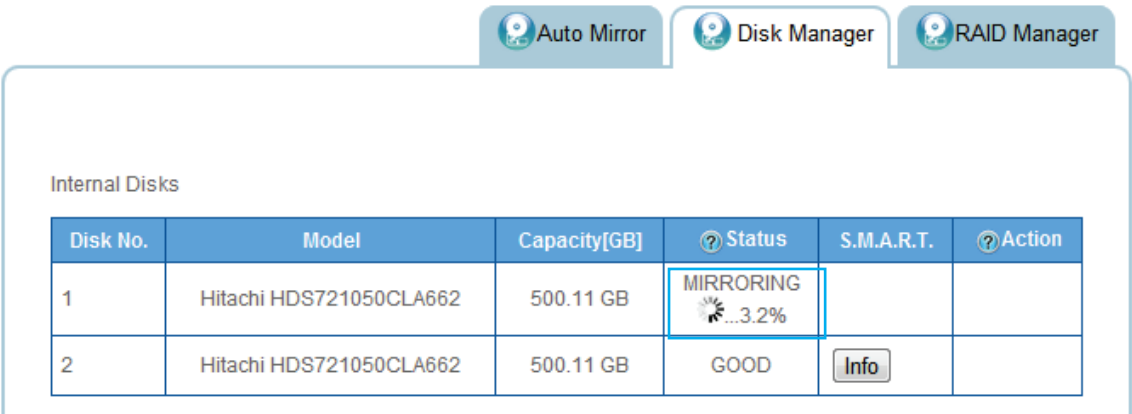 Auto Mirror Disk Manager RAID Manager
Internal Disks
Disk No. Model Capacity[GB] Status S.M.A.R.T. Action
MIRRORING
1 Hitachi HDS721050CLA662 500.11 GB
...3.2%
2 Hitachi HDS721050CLA662 500.11 GB GOOD Info